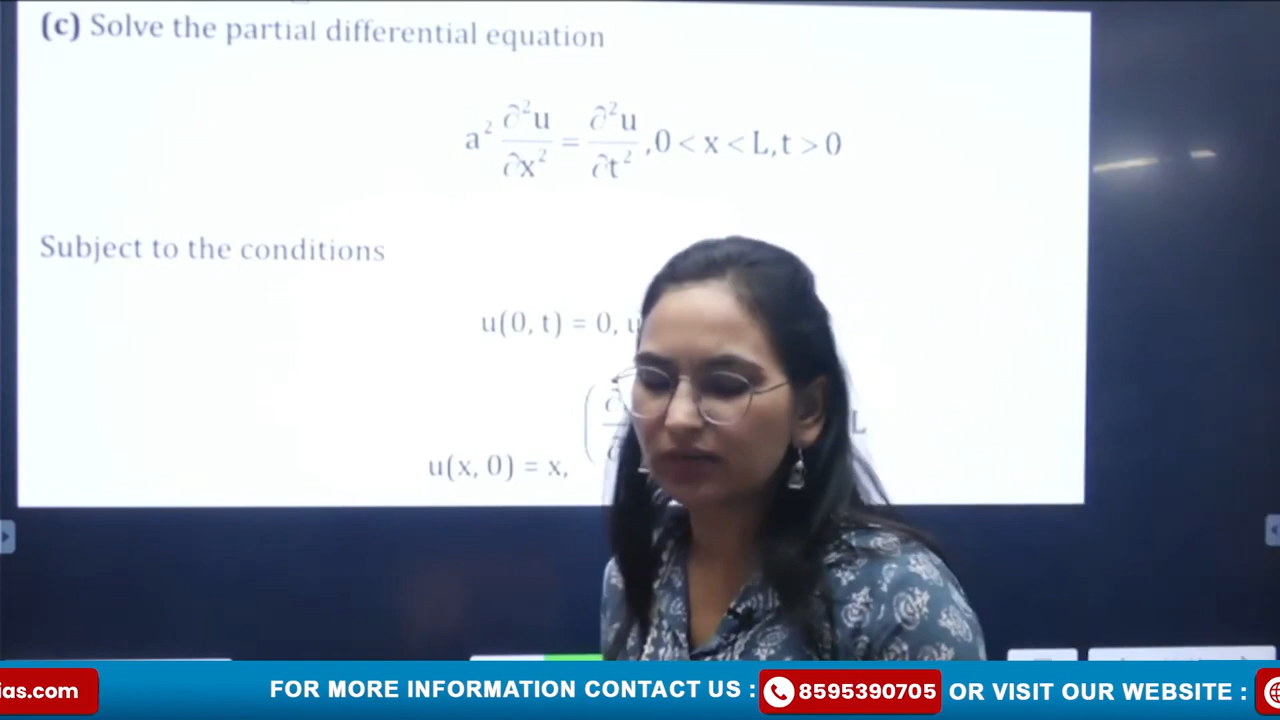 (c) Solve the partial differential equation
a² ∂²u/∂x² = ∂²u/∂t² ,0 < x < L, t > 0
Subject to the conditions
u(0, t) = 0,
u(x, 0) = x,
L
ias.com FOR MORE INFORMATION CONTACT US : 8595390705 OR VISIT OUR WEBSITE :